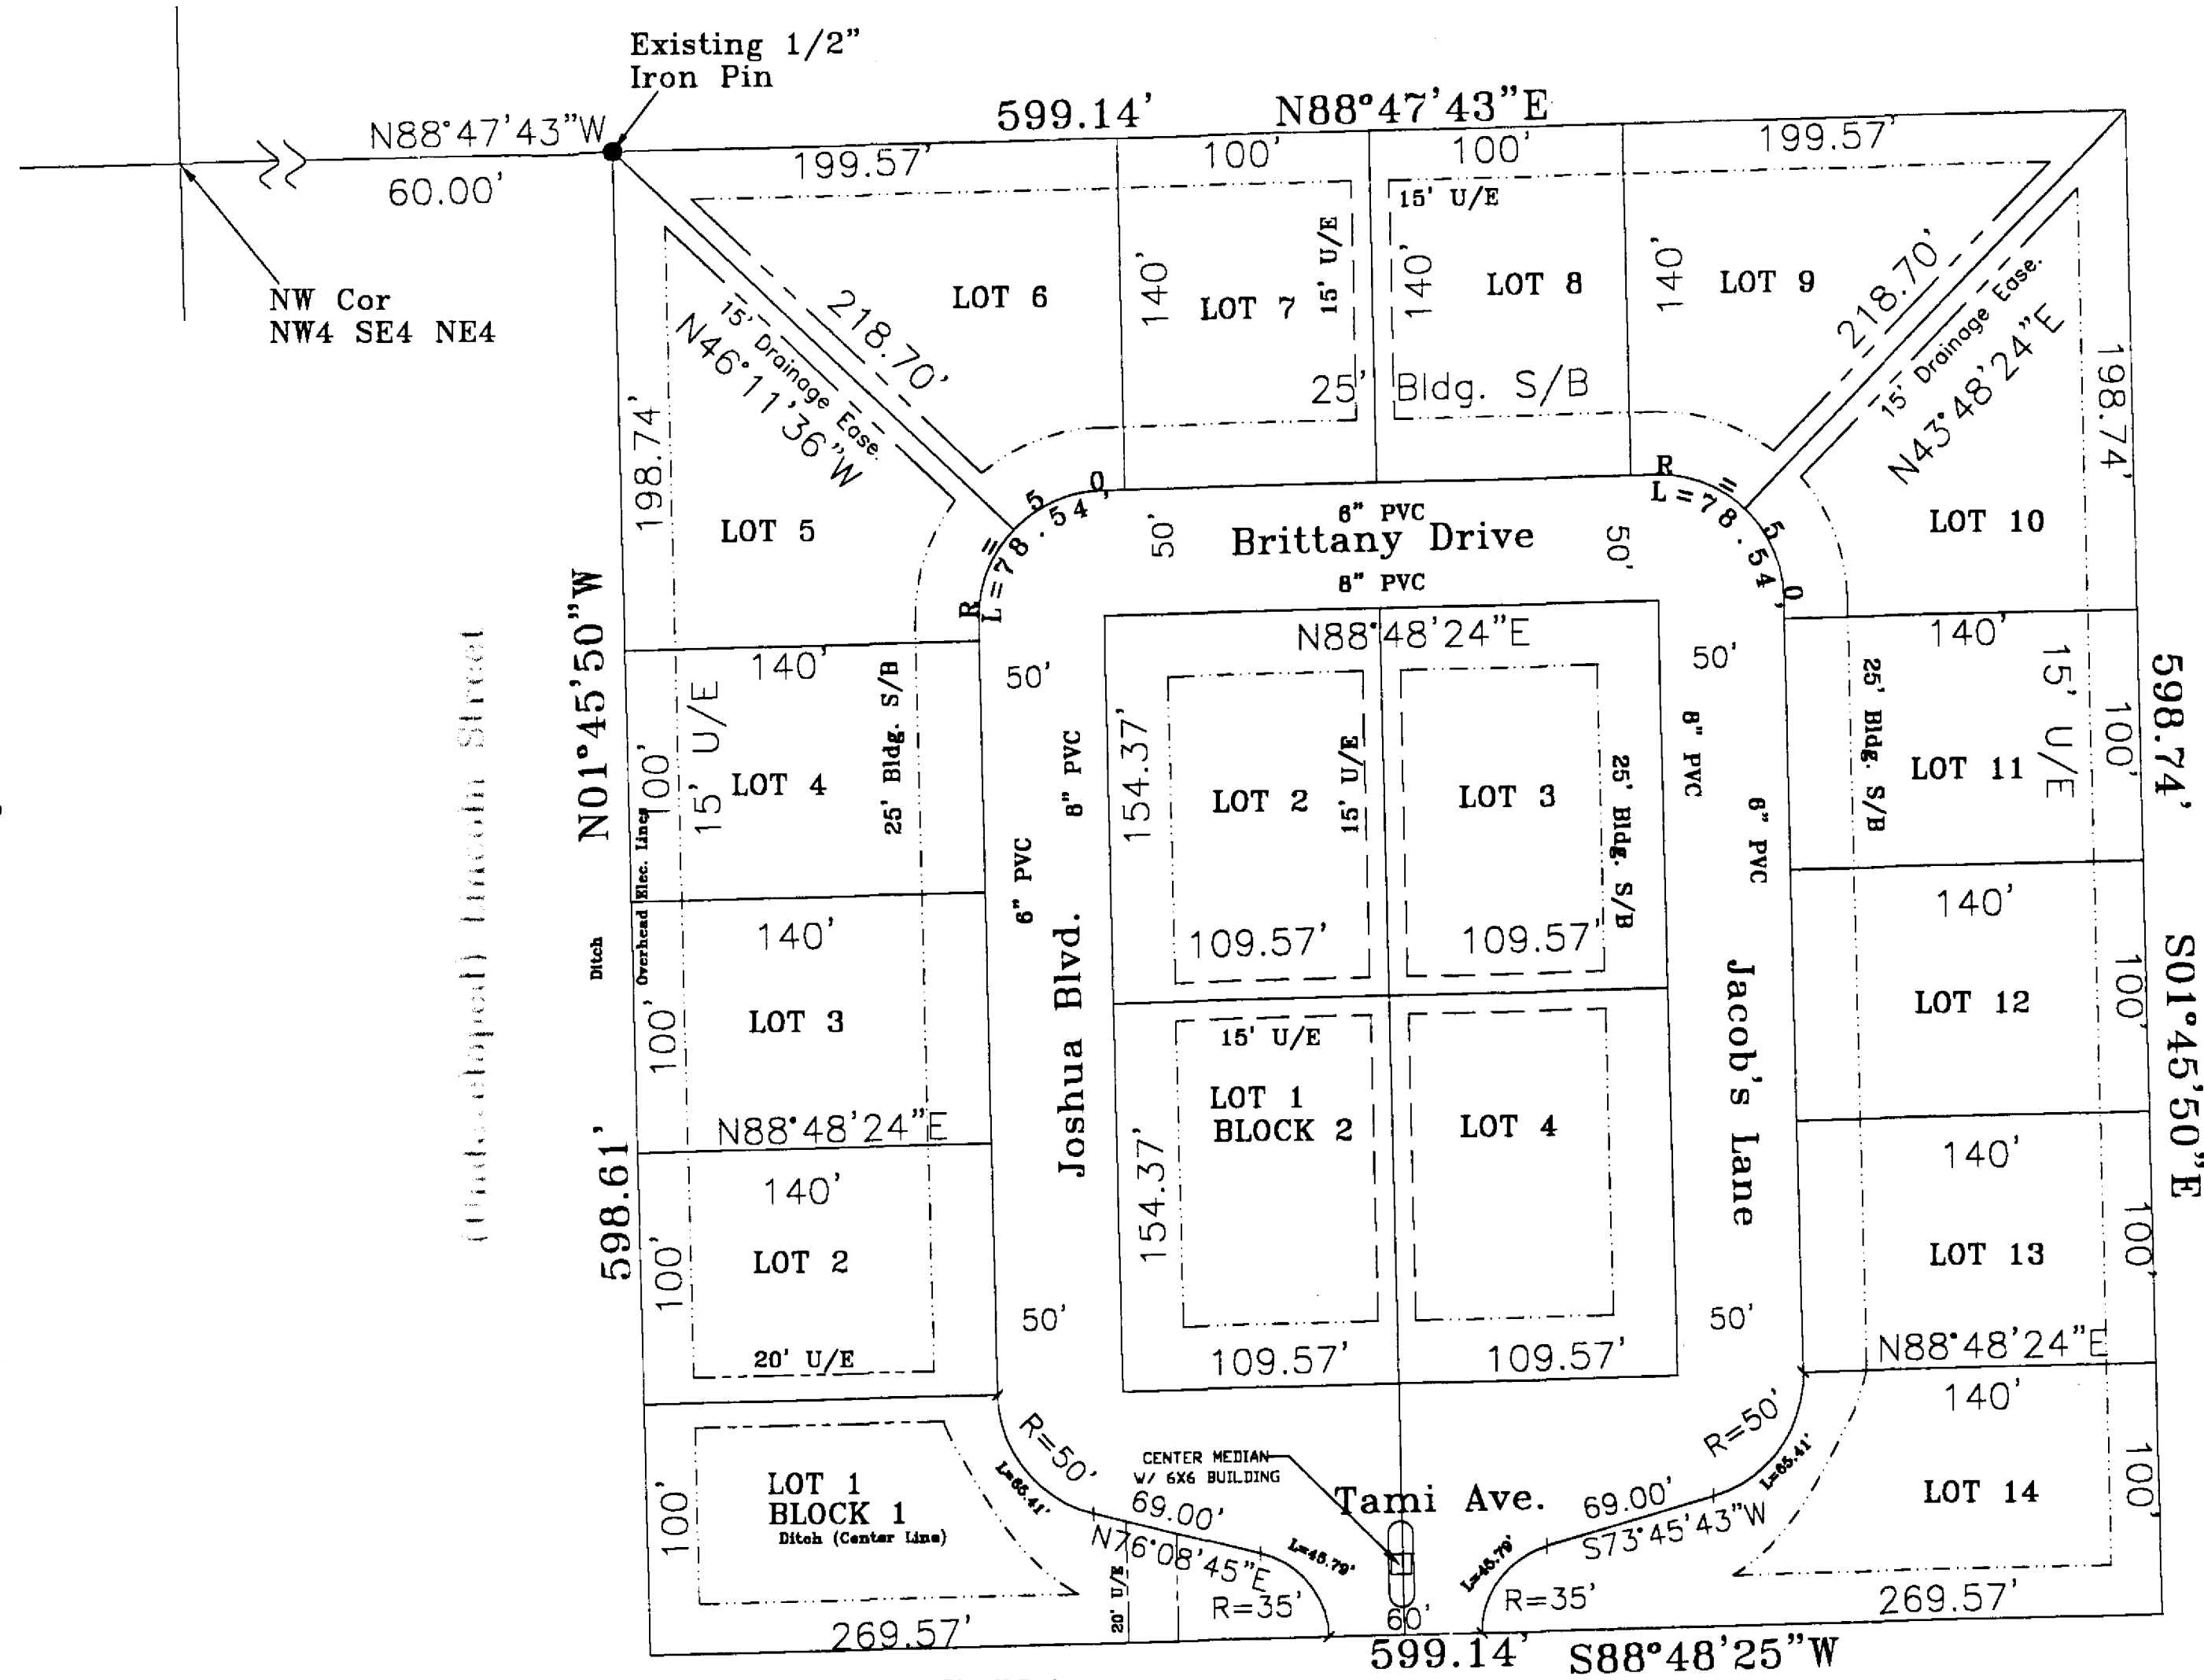 Existing 1/2"
Iron Pin
599.14' N88°47'43"E
N88°47'43"W
60.00'
NW Cor
NW4 SE4 NE4
199.57'
100'
100'
199.57'
15' U/E
15' U/E
LOT 6
140'
LOT 7
140'
LOT 8
140'
LOT 9
218.70'
15' Drainage Ease.
N46°11'36"W
218.70'
15' Drainage Ease.
N43°48'24"E
25' Bldg. S/B
198.74'
198.74'
LOT 5
LOT 10
R = 50'
L=78.54'
R = 50'
L=78.54'
50'
6" PVC
Brittany Drive
8" PVC
50'
N01°45'50"W
598.61'
Lincoln Street
Ditch
Overhead Elec. Lines
140'
100'
15' U/E
LOT 4
25' Bldg. S/B
140'
100'
LOT 3
N88°48'24"E
140'
100'
LOT 2
20' U/E
LOT 1
BLOCK 1
Ditch (Center Line)
100'
269.57'
50'
8" PVC
6" PVC
Joshua Blvd.
50'
N88°48'24"E
154.37'
LOT 2
15' U/E
109.57'
LOT 3
25' Bldg. S/B
109.57'
15' U/E
LOT 1
BLOCK 2
154.37'
109.57'
LOT 4
109.57'
50'
8" PVC
6" PVC
Jacob's Lane
50'
140'
25' Bldg. S/B
LOT 11
15' U/E
100'
598.74'
S01°45'50"E
140'
LOT 12
100'
140'
LOT 13
100'
N88°48'24"E
140'
LOT 14
100'
269.57'
R=50'
L=65.41'
69.00'
N76°08'45"E
20' U/E
L=45.79'
R=35'
CENTER MEDIAN
W/ 6X6 BUILDING
Tami Ave.
60'
R=50'
L=65.41'
69.00'
S73°45'43"W
L=45.79'
R=35'
599.14' S88°48'25"W